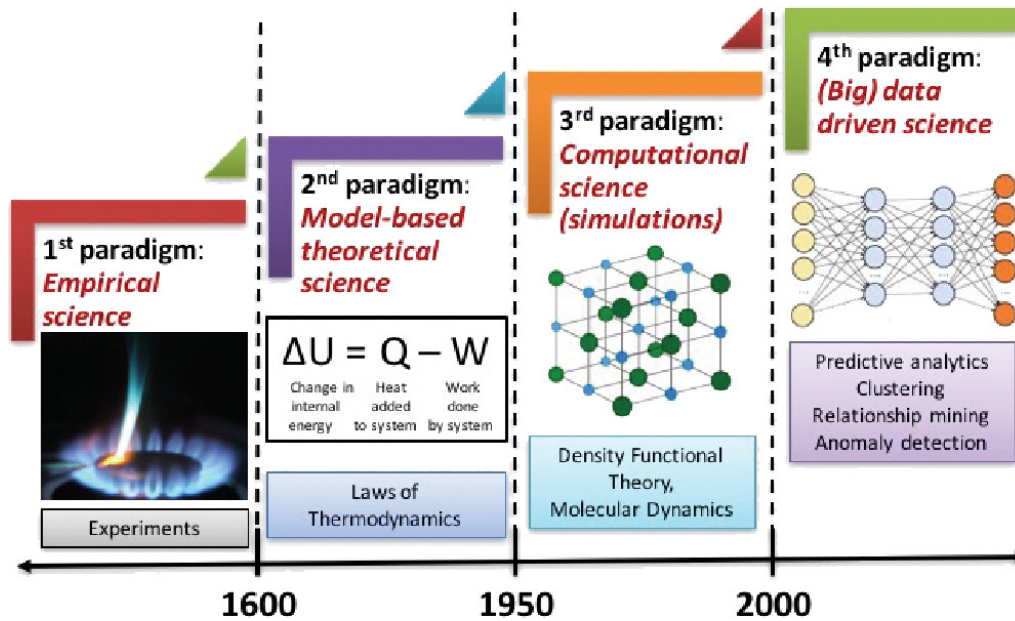 1st paradigm:
Empirical
science
Experiments
2nd paradigm:
Model-based
theoretical
science
ΔU = Q – W
Change in internal energy
Heat added to system
Work done by system
Laws of
Thermodynamics
3rd paradigm:
Computational
science
(simulations)
Density Functional
Theory,
Molecular Dynamics
4th paradigm:
(Big) data
driven science
...
...
...
...
Predictive analytics
Clustering
Relationship mining
Anomaly detection
1600
1950
2000